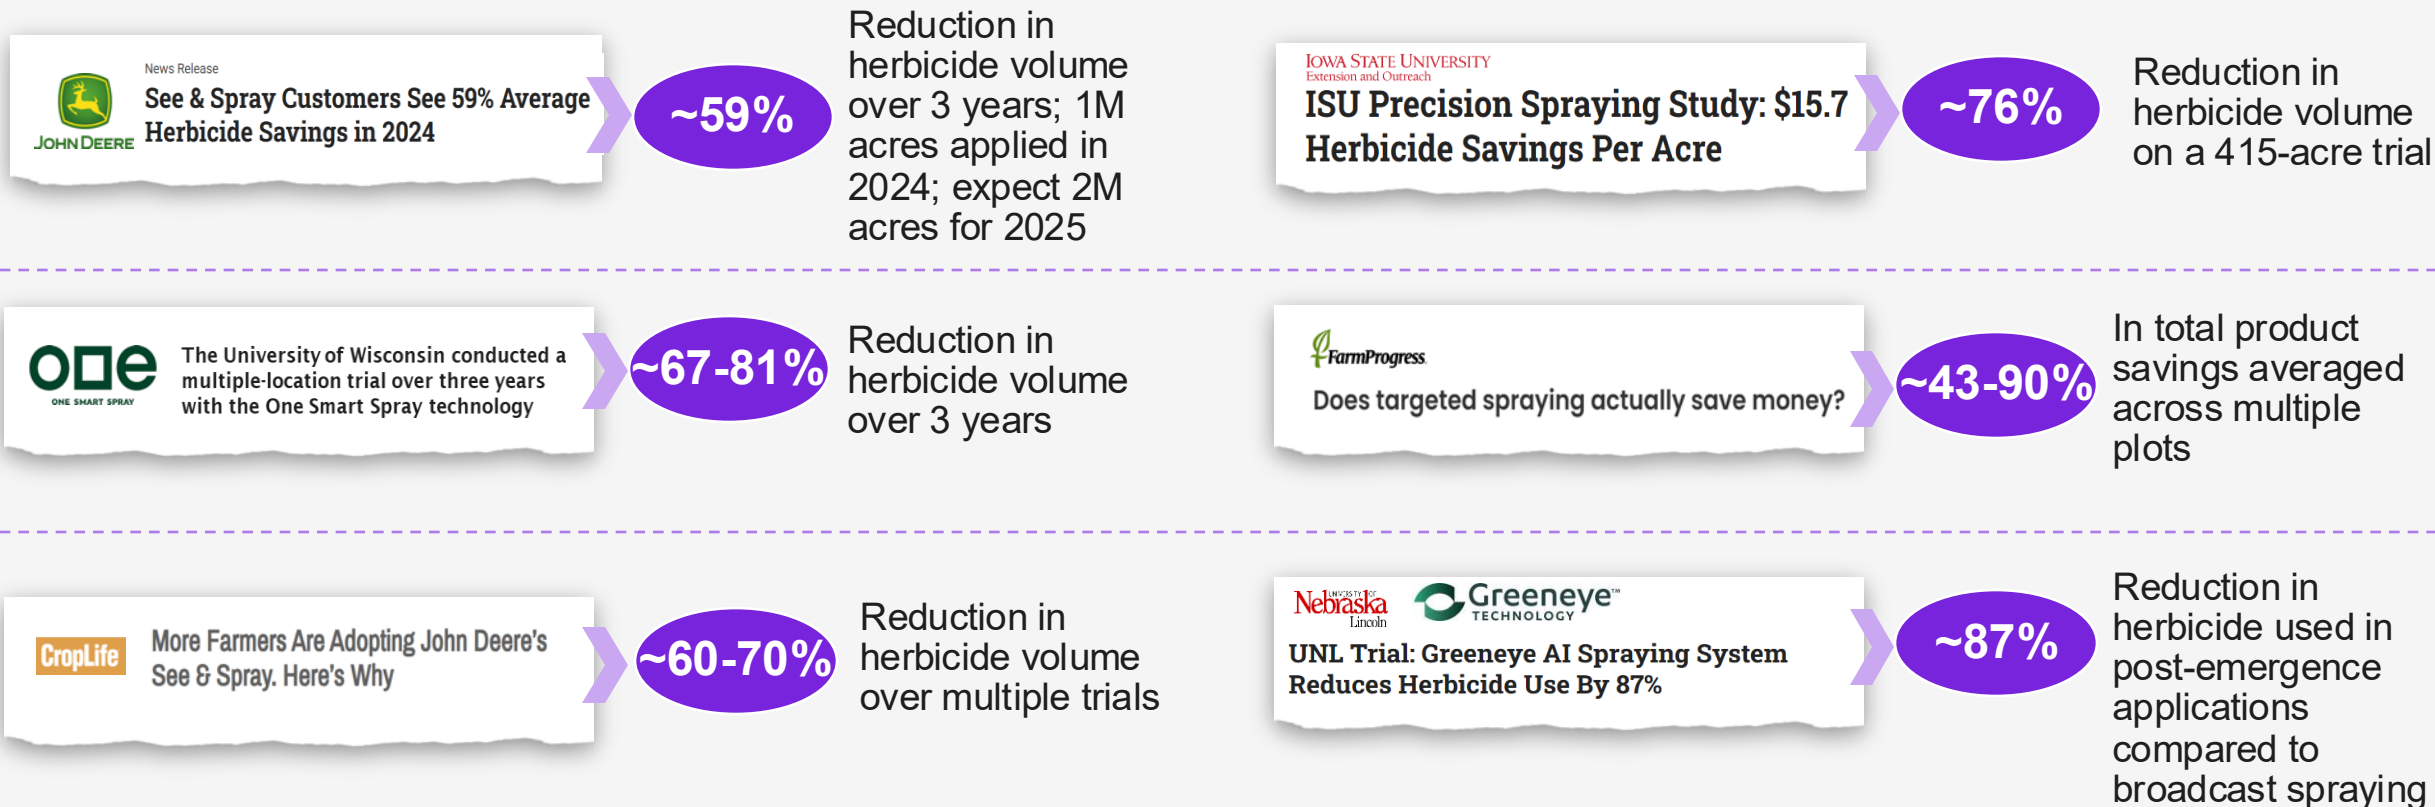 News Release
See & Spray Customers See 59% Average
Herbicide Savings in 2024
JOHN DEERE
~59%
Reduction in
herbicide volume
over 3 years; 1M
acres applied in
2024; expect 2M
acres for 2025
IOWA STATE UNIVERSITY
Extension and Outreach
ISU Precision Spraying Study: $15.7
Herbicide Savings Per Acre
~76%
Reduction in
herbicide volume
on a 415-acre trial
one
ONE SMART SPRAY
The University of Wisconsin conducted a
multiple-location trial over three years
with the One Smart Spray technology
~67-81%
Reduction in
herbicide volume
over 3 years
FarmProgress
Does targeted spraying actually save money?
~43-90%
In total product
savings averaged
across multiple
plots
CropLife
More Farmers Are Adopting John Deere's
See & Spray. Here's Why
~60-70%
Reduction in
herbicide volume
over multiple trials
UNIVERSITY OF
Nebraska
Lincoln
Greeneye™
TECHNOLOGY
UNL Trial: Greeneye AI Spraying System
Reduces Herbicide Use By 87%
~87%
Reduction in
herbicide used in
post-emergence
applications
compared to
broadcast spraying